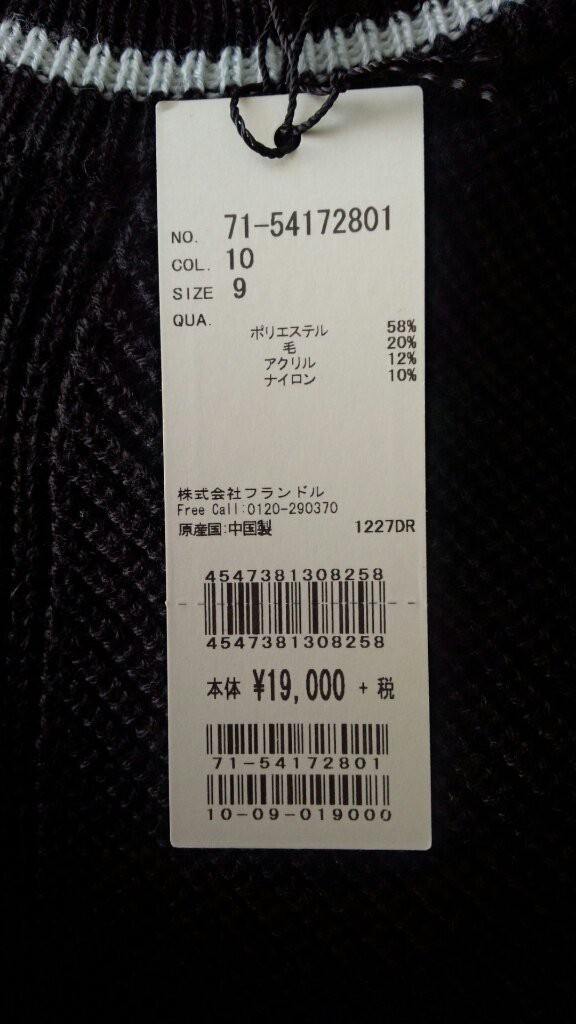 NO. 71-54172801
COL. 10
SIZE 9
QUA.
ポリエステル 58%
毛 20%
アクリル 12%
ナイロン 10%
株式会社フランドル
Free Call:0120-290370
原産国:中国製 1227DR
4547381308258
4547381308258
本体 ¥19,000 + 税
71-54172801
10-09-019000